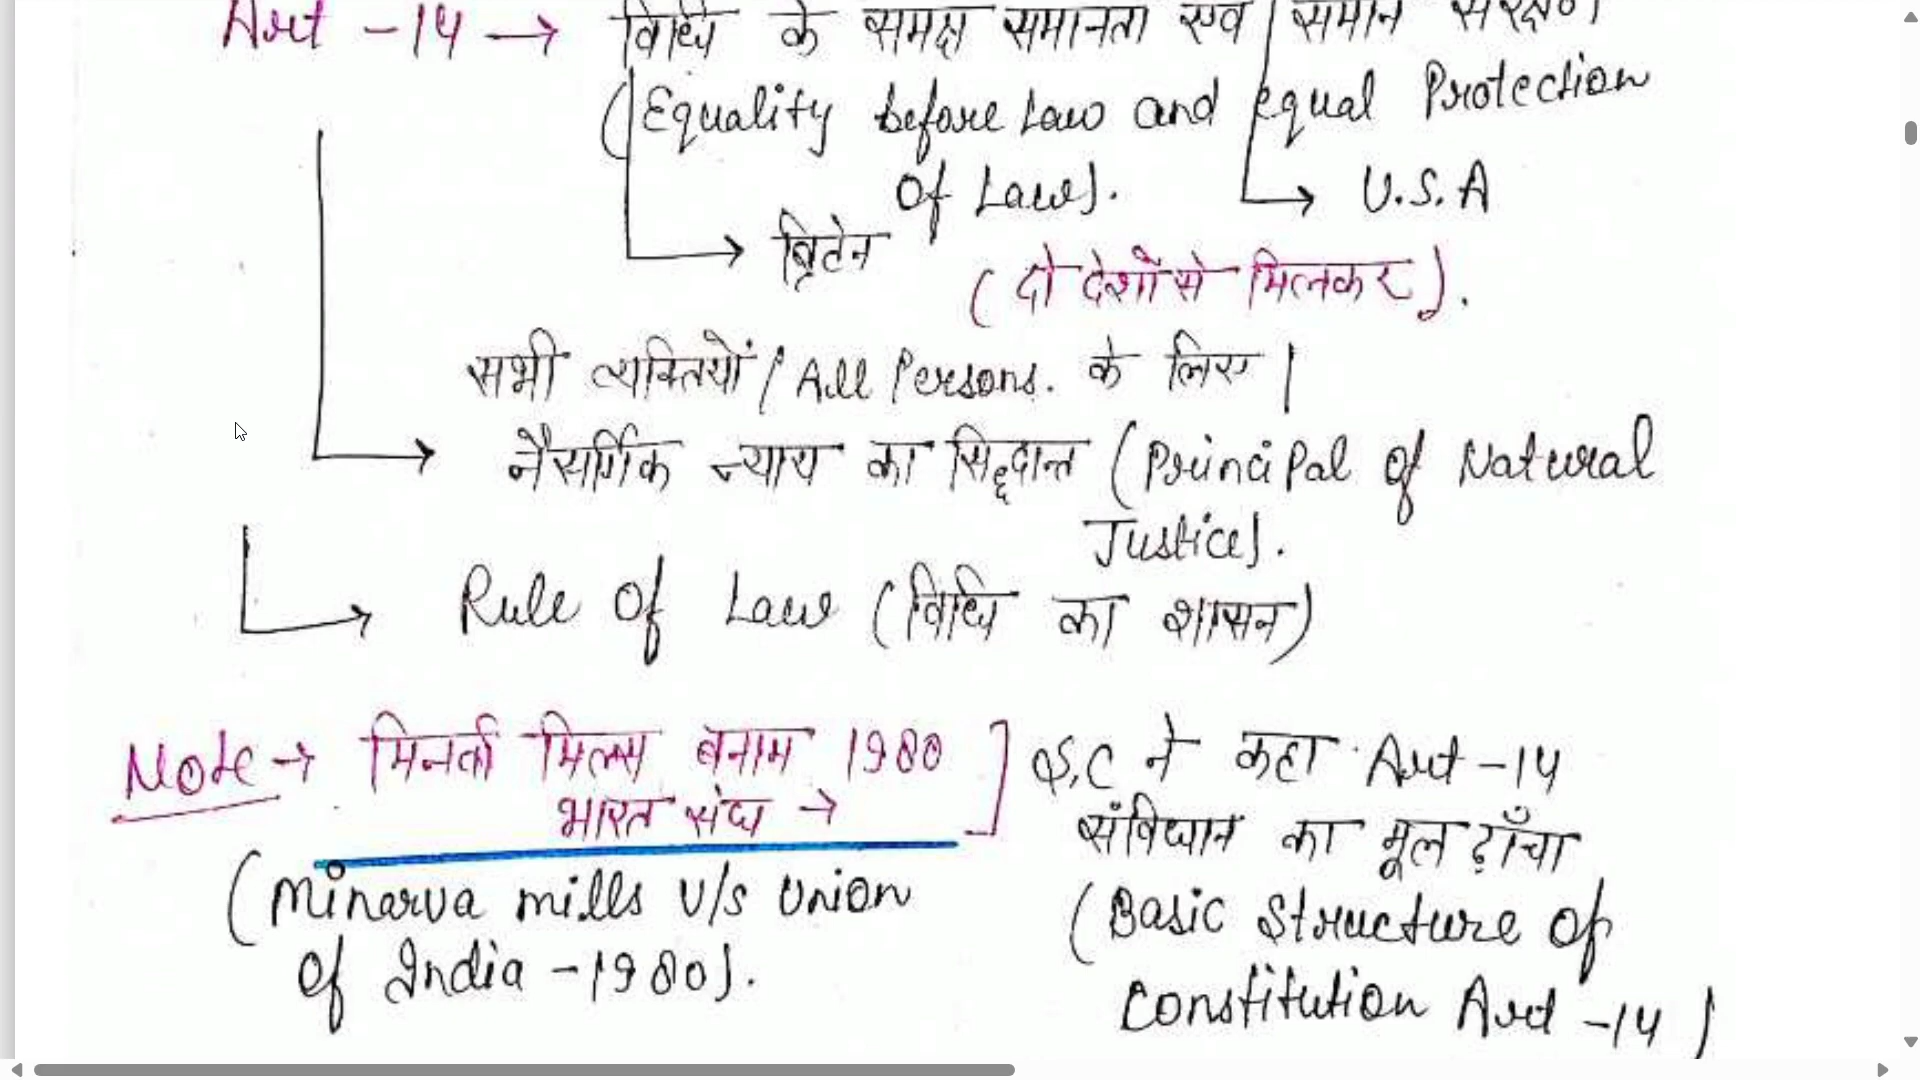 Art -14 → विधि के समक्ष समानता एवं समान संरक्षण
(Equality before Law and equal Protection
of Laws).
→ U.S.A
→ ब्रिटेन
(दो देशों से मिलकर).
सभी व्यक्तियों / All Persons. के लिए |
→ नैसर्गिक न्याय का सिद्दान्त (Principal of Natural
Justice).
→ Rule of Law (विधि का शासन)
Note → मिनर्वा मिल्स बनाम 1980
भारत संघ →
(Minerva mills v/s Union
of India -1980).
S.C ने कहा Art -14
संविधान का मूल ढ़ाँचा
(Basic Structure of
Constitution Art -14)